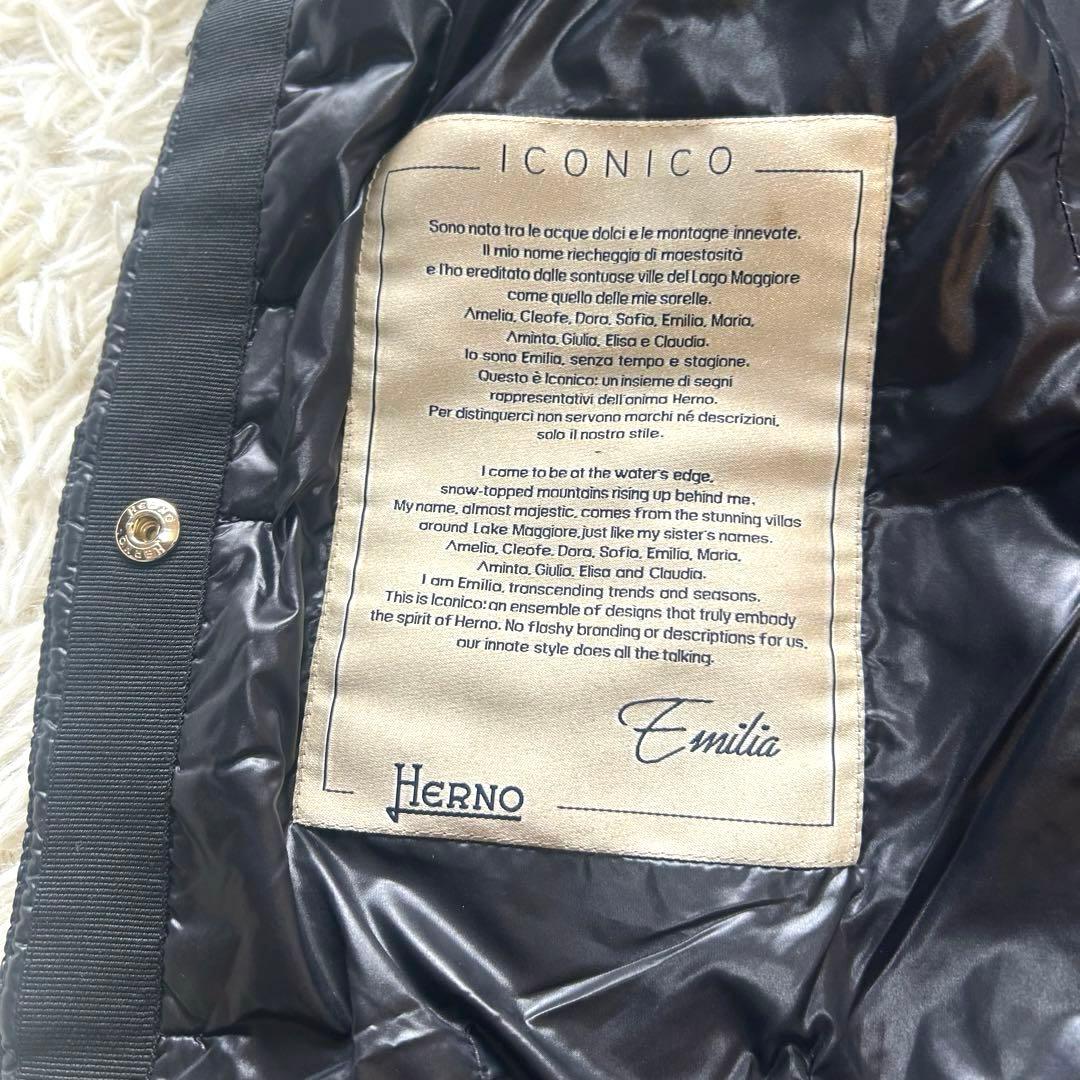 ICONICO
Sono nata tra le acque dolci e le montagne innevate.
Il mio nome riecheggia di maestosità
e l'ho ereditato dalle sontuose ville del Lago Maggiore
come quello delle mie sorelle.
Amelia, Cleofe, Dora, Sofia, Emilia, Maria,
Aminta, Giulia, Elisa e Claudia.
Io sono Emilia, senza tempo e stagione.
Questo è Iconico: un insieme di segni
rappresentativi dell'anima Herno.
Per distinguerci non servono marchi né descrizioni,
solo il nostro stile.
I came to be at the water's edge,
snow-topped mountains rising up behind me.
My name, almost majestic, comes from the stunning villas
around Lake Maggiore, just like my sister's names.
Amelia, Cleofe, Dora, Sofia, Emilia, Maria,
Aminta, Giulia, Elisa and Claudia.
I am Emilia, transcending trends and seasons.
This is Iconico: an ensemble of designs that truly embody
the spirit of Herno. No flashy branding or descriptions for us,
our innate style does all the talking.
Emilia
HERNO
HERNO
HERNO